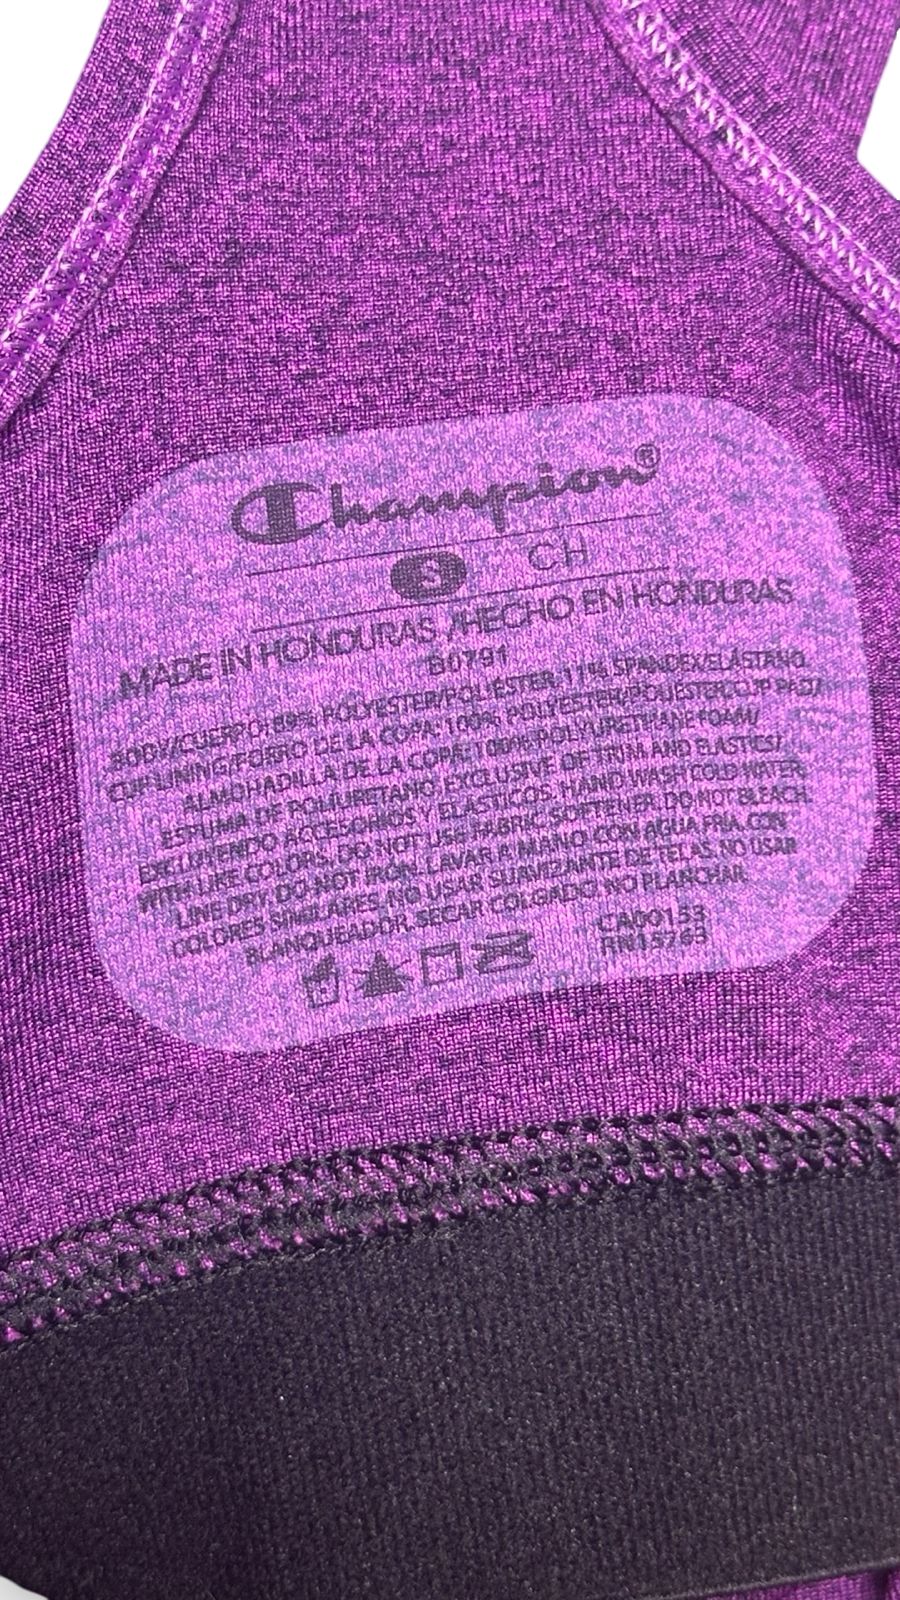 Champion®
S CH
MADE IN HONDURAS / HECHO EN HONDURAS
B0791
BODY/CUERPO: 89% POLYESTER/POLIESTER, 11% SPANDEX/ELASTANO.
CUP LINING/FORRO DE LA COPA: 100% POLYESTER/POLIESTER.CUP PAD/
ALMOHADILLA DE LA COPA: 100% POLYURETHANE FOAM/
ESPUMA DE POLIURETANO. EXCLUSIVE OF TRIM AND ELASTICS/
EXCLUYENDO ACCESORIOS Y ELASTICOS. HAND WASH COLD WATER
WITH LIKE COLORS. DO NOT USE FABRIC SOFTENER. DO NOT BLEACH.
LINE DRY. DO NOT IRON. LAVAR A MANO CON AGUA FRIA, CON
COLORES SIMILARES. NO USAR SUAVIZANTE DE TELAS. NO USAR
BLANQUEADOR. SECAR COLGADO NO PLANCHAR.
CA00153
RN15763